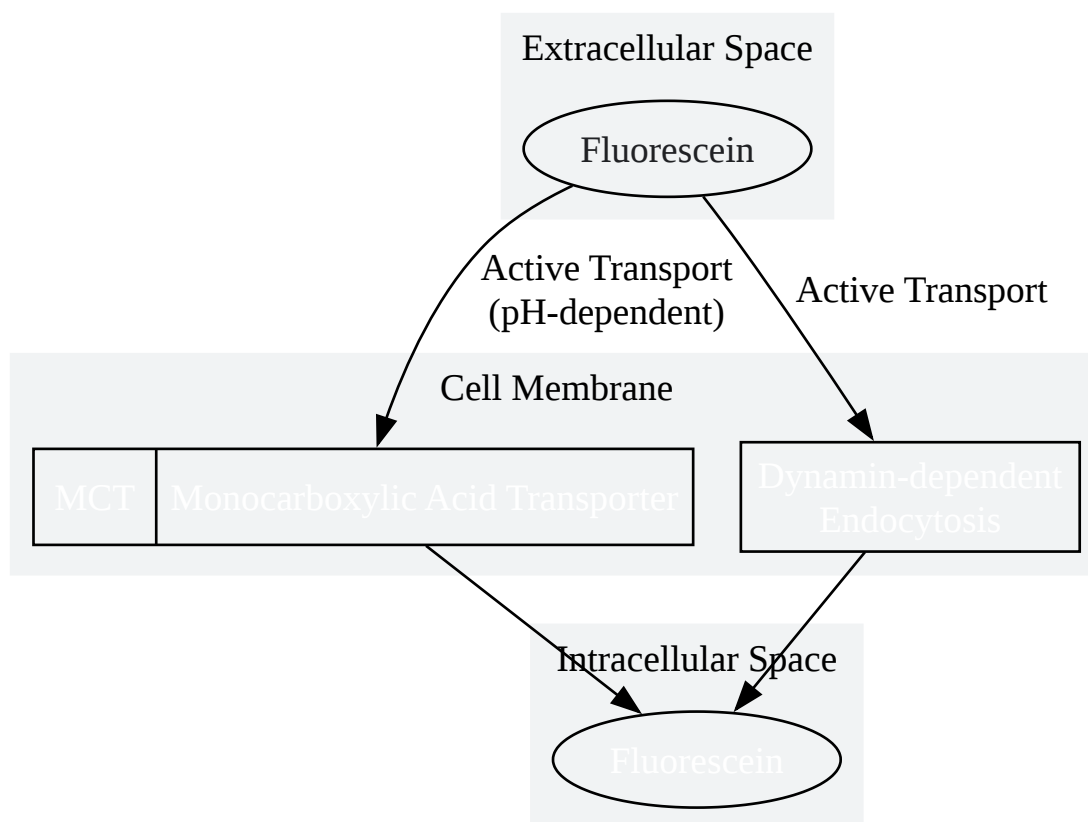 Extracellular Space
Fluorescein
Active Transport
(pH-dependent)
Active Transport
Cell Membrane
MCT
Monocarboxylic Acid Transporter
Dynamin-dependent
Endocytosis
Intracellular Space
Fluorescein